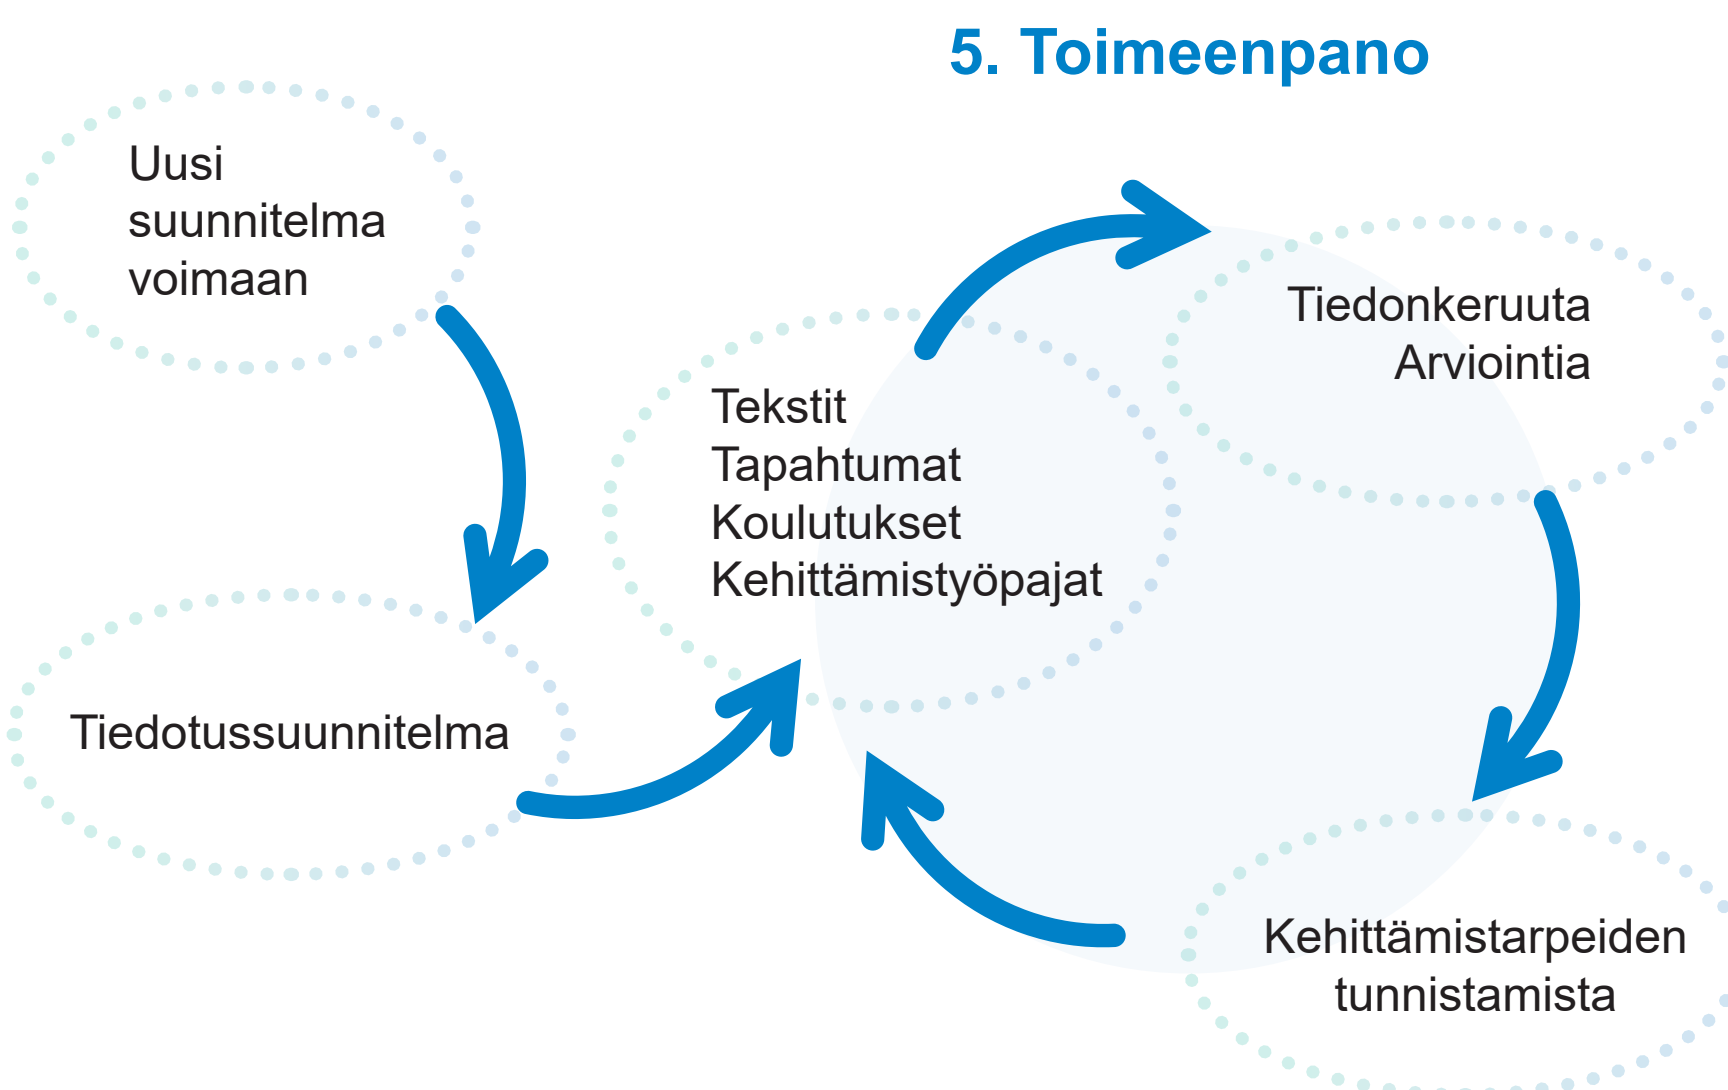 5. Toimeenpano
Uusi
suunnitelma
voimaan
Tiedotussuunnitelma
Tekstit
Tapahtumat
Koulutukset
Kehittämistyöpajat
Tiedonkeruuta
Arviointia
Kehittämistarpeiden
tunnistamista